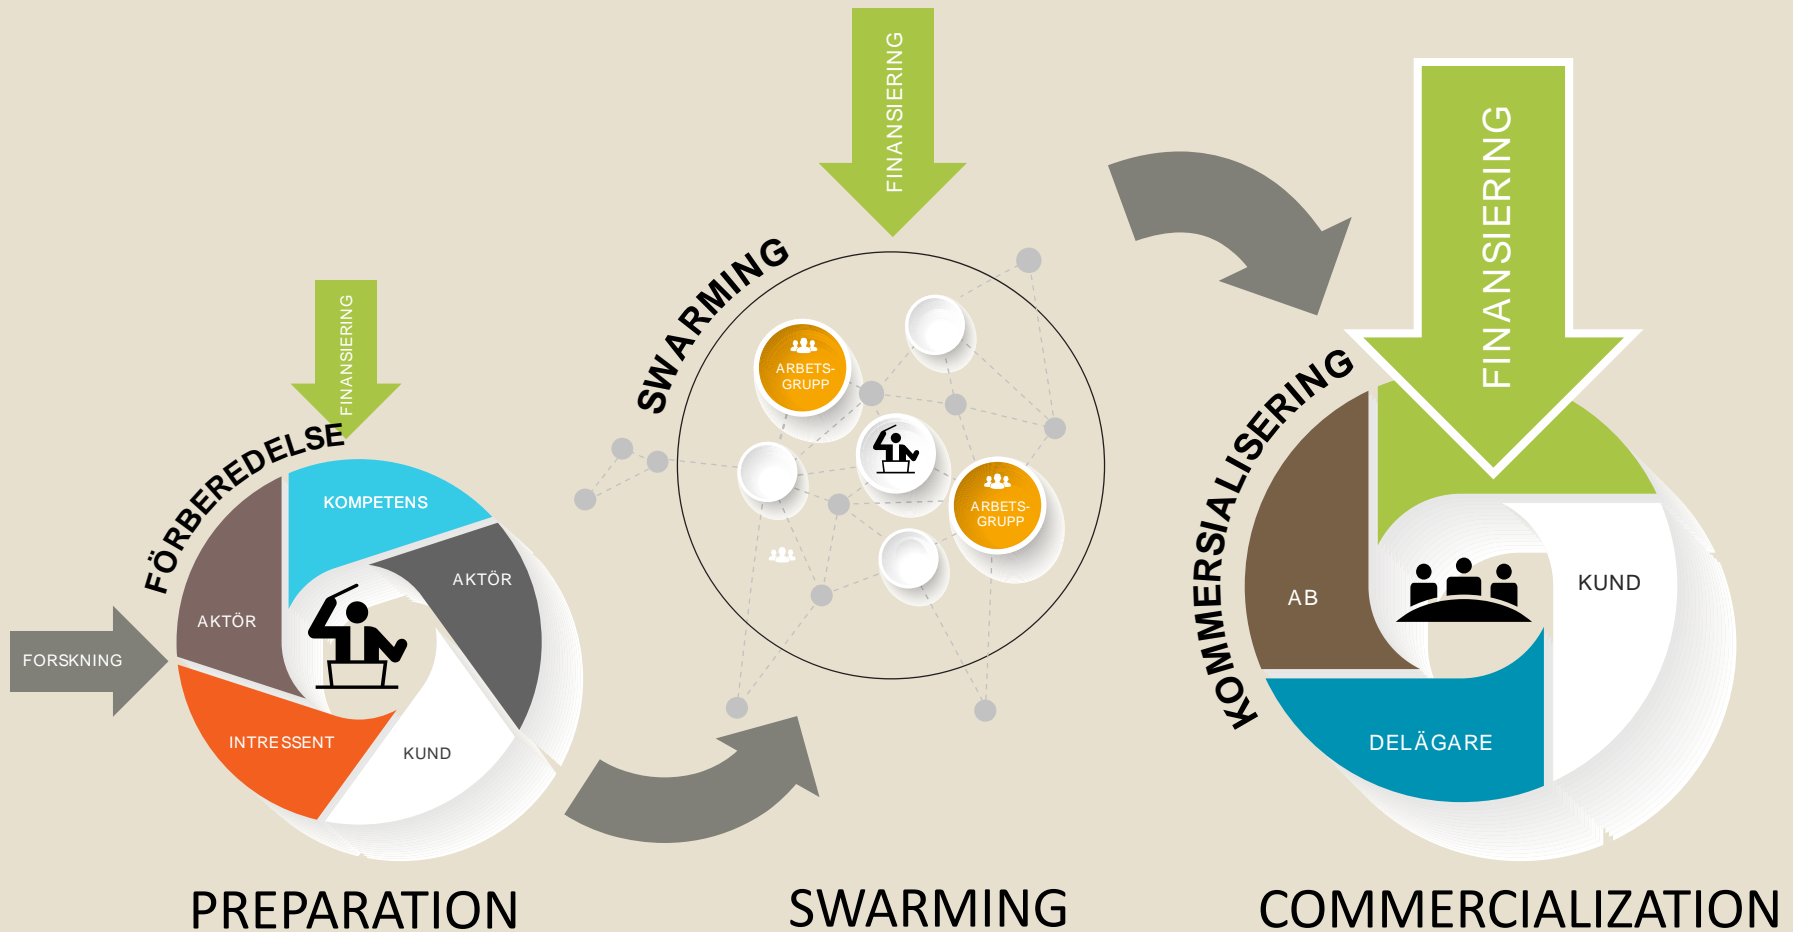 FINANSIERING
FÖRBEREDELSE
KOMPETENS
AKTÖR
AKTÖR
FORSKNING
INTRESSENT
KUND
PREPARATION
FINANSIERING
SWARMING
ARBETS-
GRUPP
ARBETS-
GRUPP
SWARMING
FINANSIERING
KOMMERSIALISERING
AB
KUND
DELÄGARE
COMMERCIALIZATION